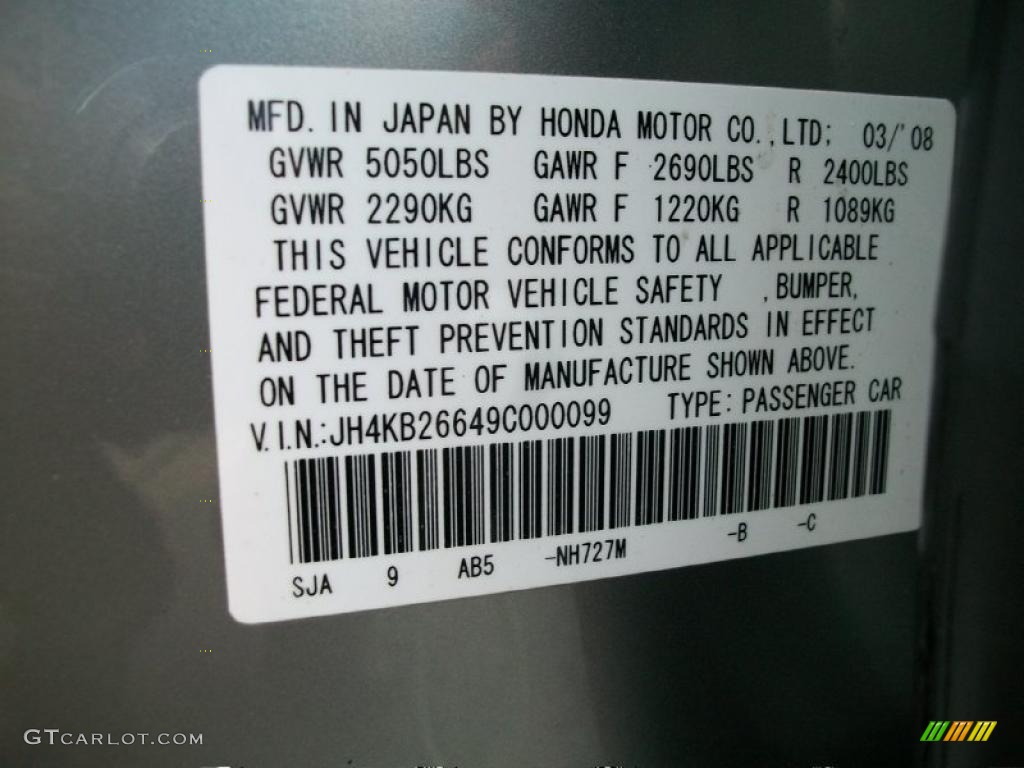 MFD. IN JAPAN BY HONDA MOTOR CO.,LTD; 03/'08
GVWR 5050LBS GAWR F 2690LBS R 2400LBS
GVWR 2290KG GAWR F 1220KG R 1089KG
THIS VEHICLE CONFORMS TO ALL APPLICABLE
FEDERAL MOTOR VEHICLE SAFETY , BUMPER,
AND THEFT PREVENTION STANDARDS IN EFFECT
ON THE DATE OF MANUFACTURE SHOWN ABOVE.
V.I.N.:JH4KB26649C000099 TYPE: PASSENGER CAR
SJA 9 AB5 -NH727M -B -C
GTCARLOT.COM